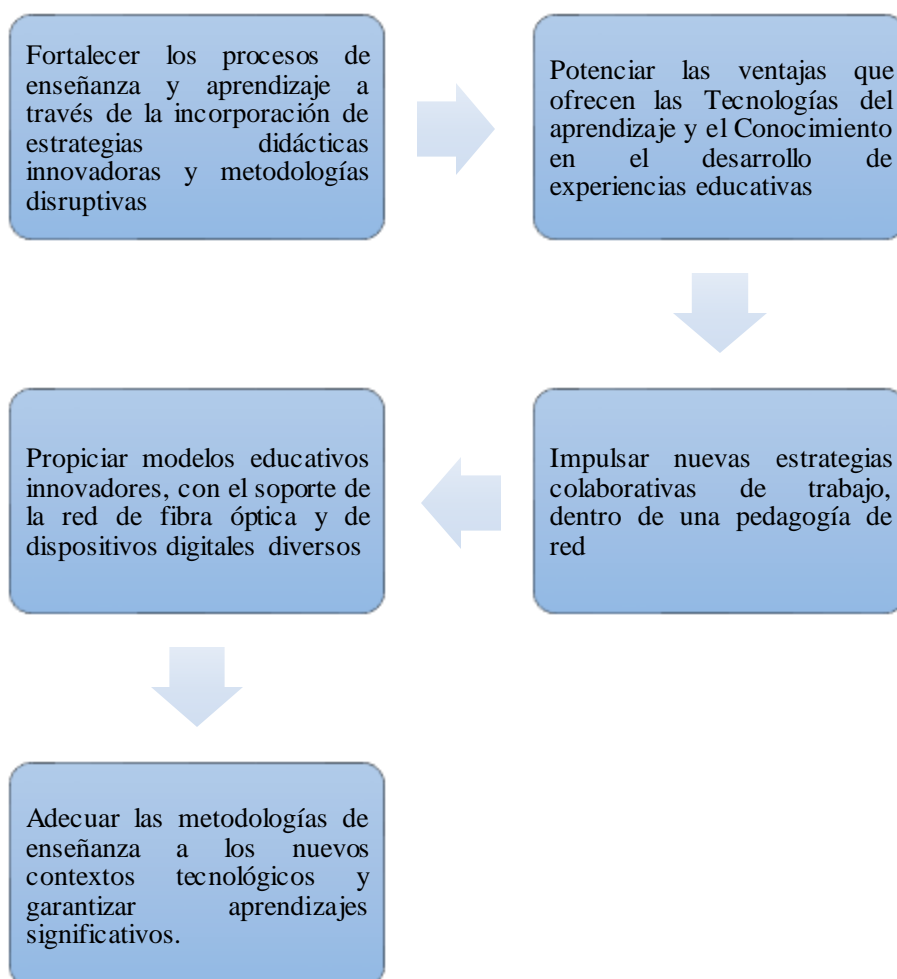 Fortalecer los procesos de
enseñanza y aprendizaje a
través de la incorporación de
estrategias didácticas
innovadoras y metodologías
disruptivas
Potenciar las ventajas que
ofrecen las Tecnologías del
aprendizaje y el Conocimiento
en el desarrollo de
experiencias educativas
Impulsar nuevas estrategias
colaborativas de trabajo,
dentro de una pedagogía de
red
Propiciar modelos educativos
innovadores, con el soporte de
la red de fibra óptica y de
dispositivos digitales diversos
Adecuar las metodologías de
enseñanza a los nuevos
contextos tecnológicos y
garantizar aprendizajes
significativos.